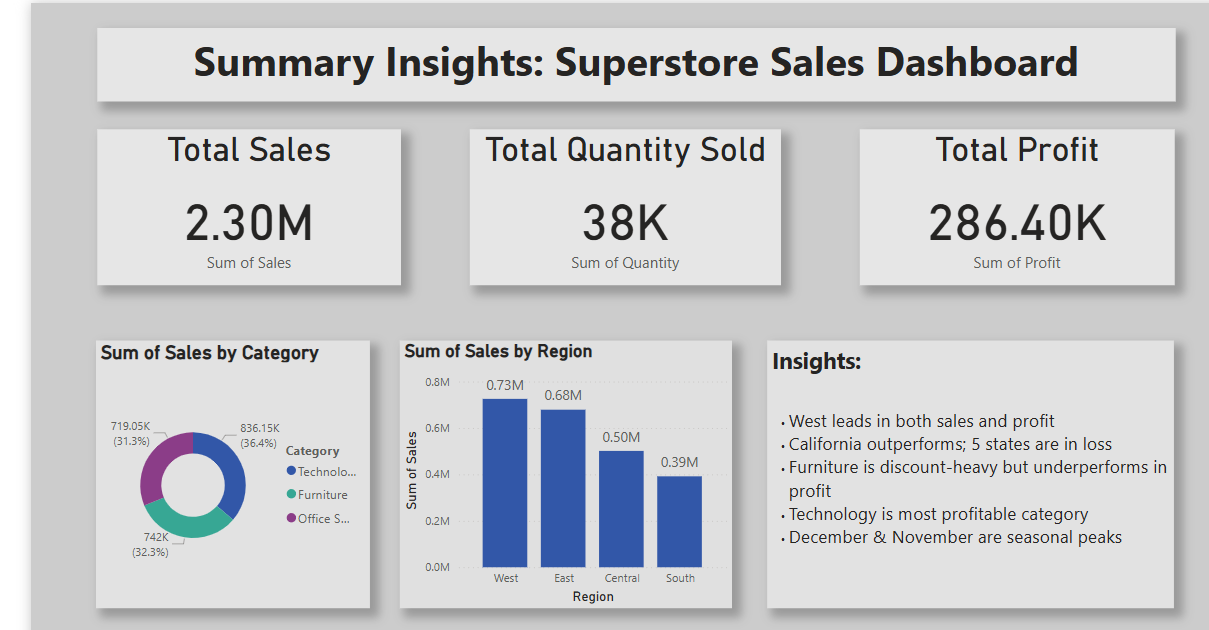 Summary Insights: Superstore Sales Dashboard
Total Sales
2.30M
Sum of Sales
Total Quantity Sold
38K
Sum of Quantity
Total Profit
286.40K
Sum of Profit
Sum of Sales by Category
719.05K
(31.3%)
836.15K
(36.4%)
742K
(32.3%)
Category
Technolo...
Furniture
Office S...
Sum of Sales by Region
Sum of Sales
0.8M
0.6M
0.4M
0.2M
0.0M
0.73M
0.68M
0.50M
0.39M
West
East
Central
South
Region
Insights:
• West leads in both sales and profit
• California outperforms; 5 states are in loss
• Furniture is discount-heavy but underperforms in
profit
• Technology is most profitable category
• December & November are seasonal peaks